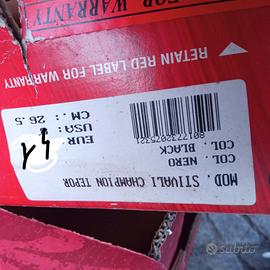 FOR WARRANTY
RETAIN RED LABEL FOR WARRANTY
MOD. STIVALI CHAMPION TEPOR
COL. NERO
COL. BLACK
8017732075321
EUR.:
USA:
CM.: 26.5
subito